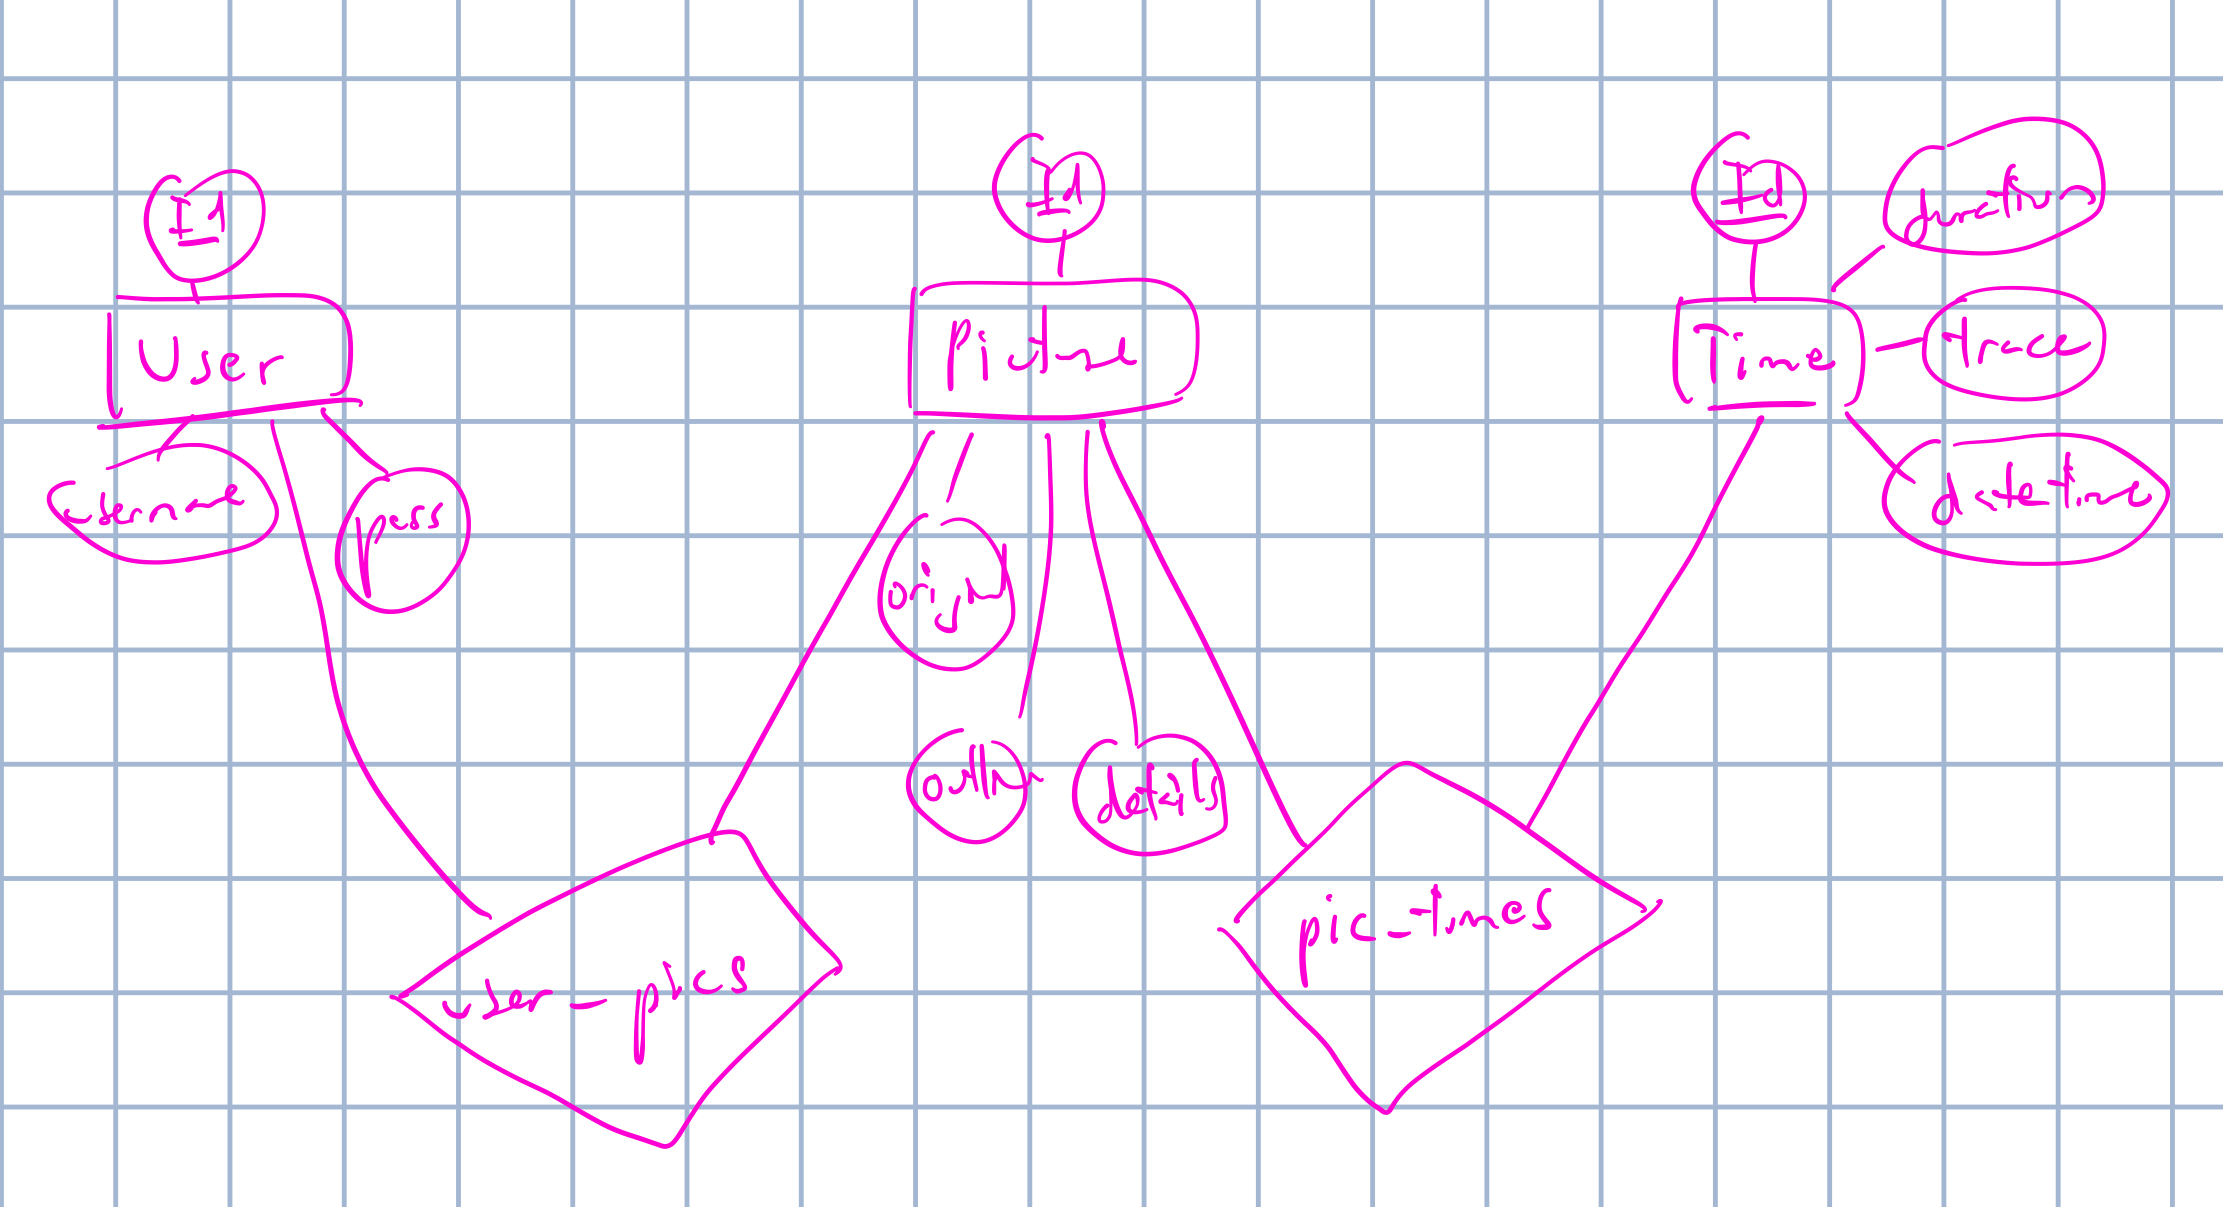 Id
Id
Id
duration
User
Picture
Time
trace
username
pass
datetime
original
outline
details
user_pics
pic_times